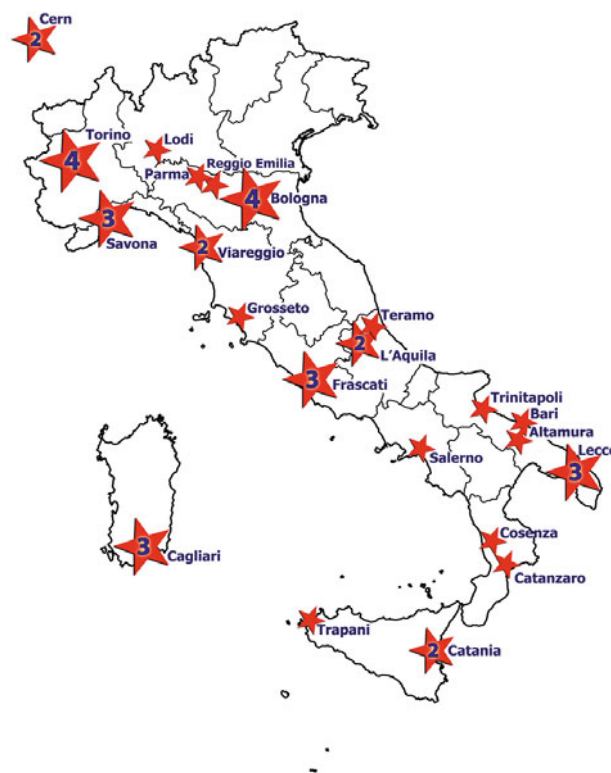 Cern
2
Torino
4
Lodi
Parma
Reggio Emilia
4
Bologna
3
Savona
2
Viareggio
Grosseto
Teramo
2
L'Aquila
3
Frascati
Trinitapoli
Bari
Altamura
Lecce
3
Salerno
3
Cagliari
Cosenza
Catanzaro
Trapani
2
Catania